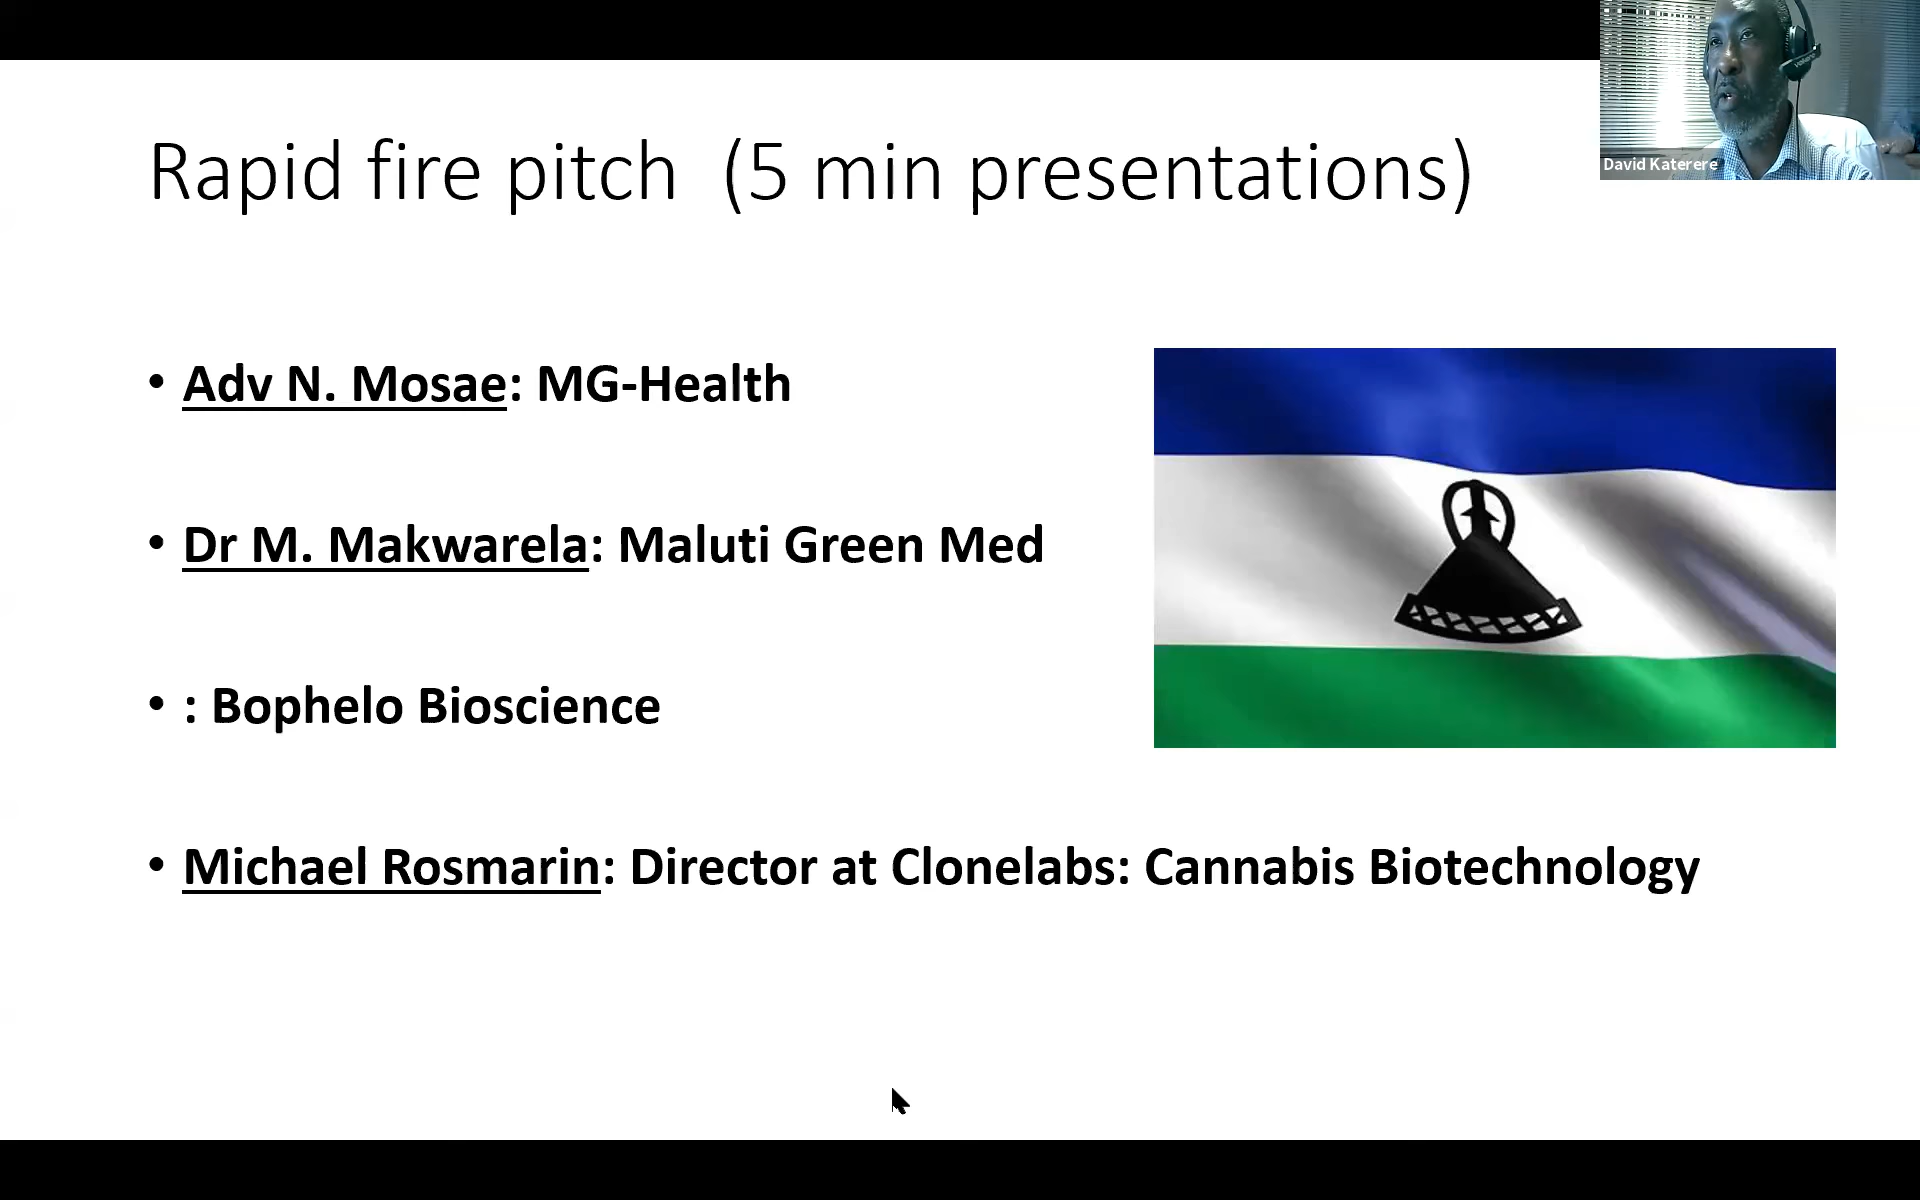 Rapid fire pitch (5 min presentations)
David Katerere
• Adv N. Mosae: MG-Health
• Dr M. Makwarela: Maluti Green Med
• : Bophelo Bioscience
• Michael Rosmarin: Director at Clonelabs: Cannabis Biotechnology